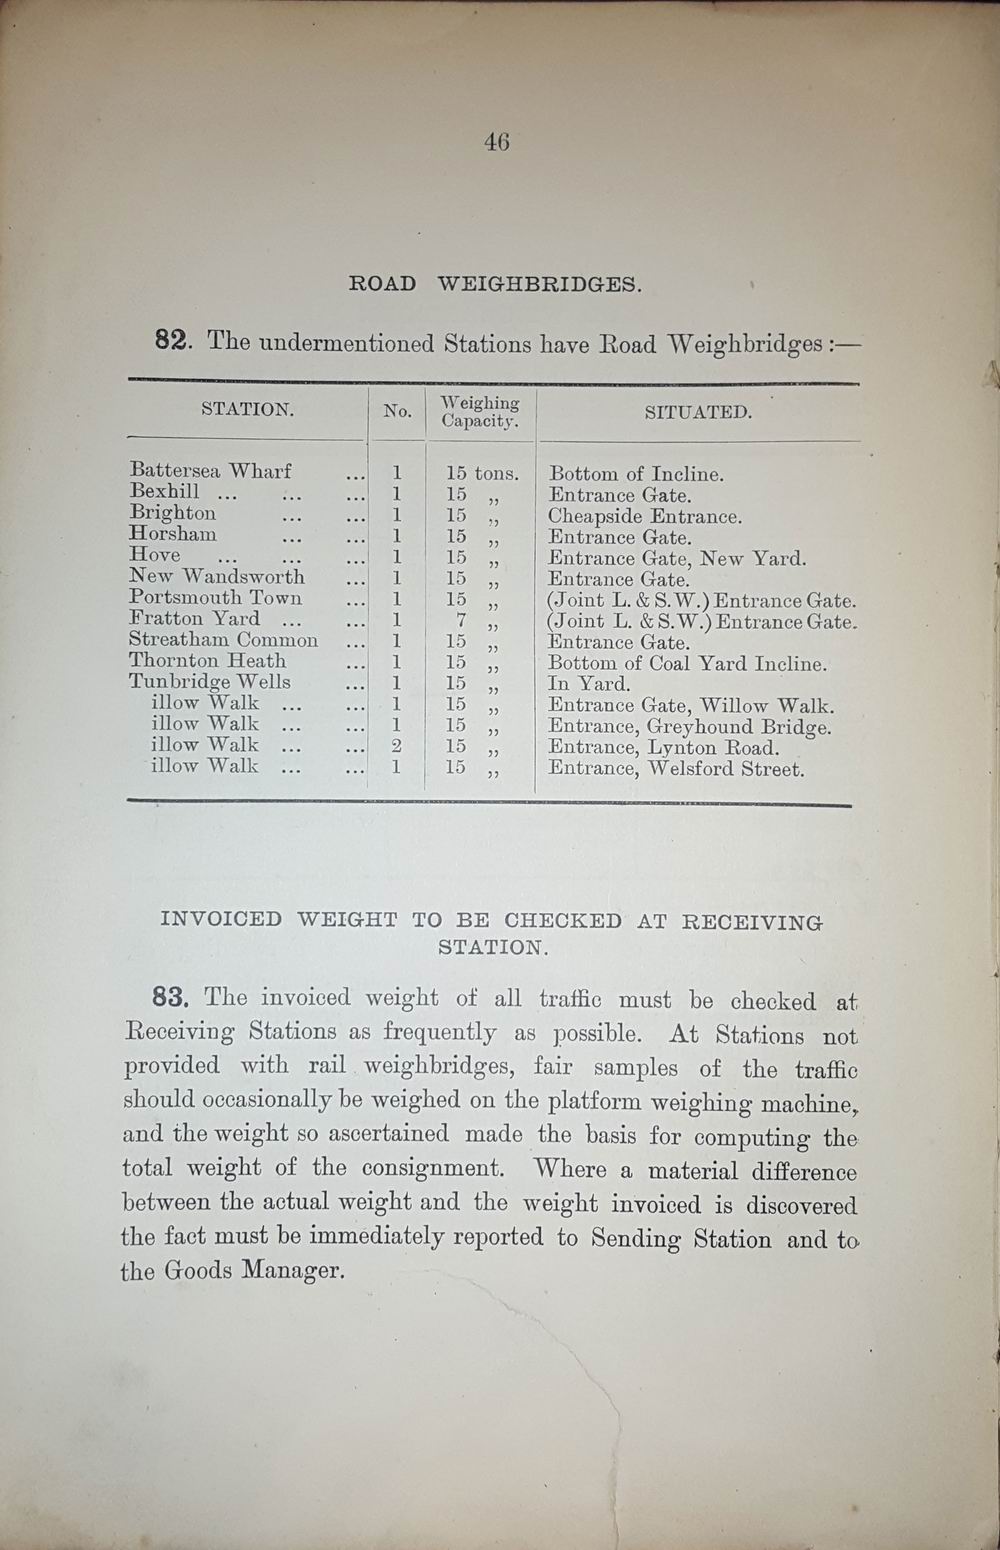 46
ROAD WEIGHBRIDGES.
82. The undermentioned Stations have Road Weighbridges :—
STATION. No. Weighing Capacity. SITUATED.
Battersea Wharf ... 1 15 tons. Bottom of Incline.
Bexhill ... ... ... 1 15 „ Entrance Gate.
Brighton ... ... 1 15 „ Cheapside Entrance.
Horsham ... ... 1 15 „ Entrance Gate.
Hove ... ... ... 1 15 „ Entrance Gate, New Yard.
New Wandsworth ... 1 15 „ Entrance Gate.
Portsmouth Town ... 1 15 „ (Joint L. & S.W.) Entrance Gate.
Fratton Yard ... ... 1 7 „ (Joint L. & S.W.) Entrance Gate.
Streatham Common ... 1 15 „ Entrance Gate.
Thornton Heath ... 1 15 „ Bottom of Coal Yard Incline.
Tunbridge Wells ... 1 15 „ In Yard.
illow Walk ... ... 1 15 „ Entrance Gate, Willow Walk.
illow Walk ... ... 1 15 „ Entrance, Greyhound Bridge.
illow Walk ... ... 2 15 „ Entrance, Lynton Road.
illow Walk ... ... 1 15 „ Entrance, Welsford Street.
INVOICED WEIGHT TO BE CHECKED AT RECEIVING
STATION.
83. The invoiced weight of all traffic must be checked at
Receiving Stations as frequently as possible. At Stations not
provided with rail weighbridges, fair samples of the traffic
should occasionally be weighed on the platform weighing machine,
and the weight so ascertained made the basis for computing the
total weight of the consignment. Where a material difference
between the actual weight and the weight invoiced is discovered
the fact must be immediately reported to Sending Station and to
the Goods Manager.